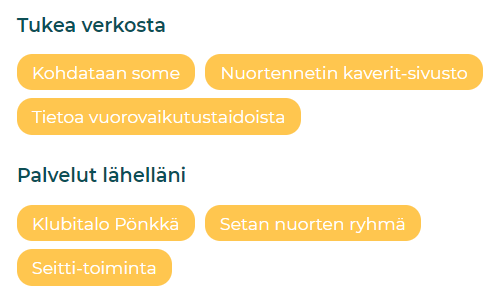 Tukea verkosta
Kohdataan some Nuortennetin kaverit-sivusto
Tietoa vuorovaikutustaidoista
Palvelut lähelläni
Klubitalo Pönkkä Setan nuorten ryhmä
Seitti-toiminta